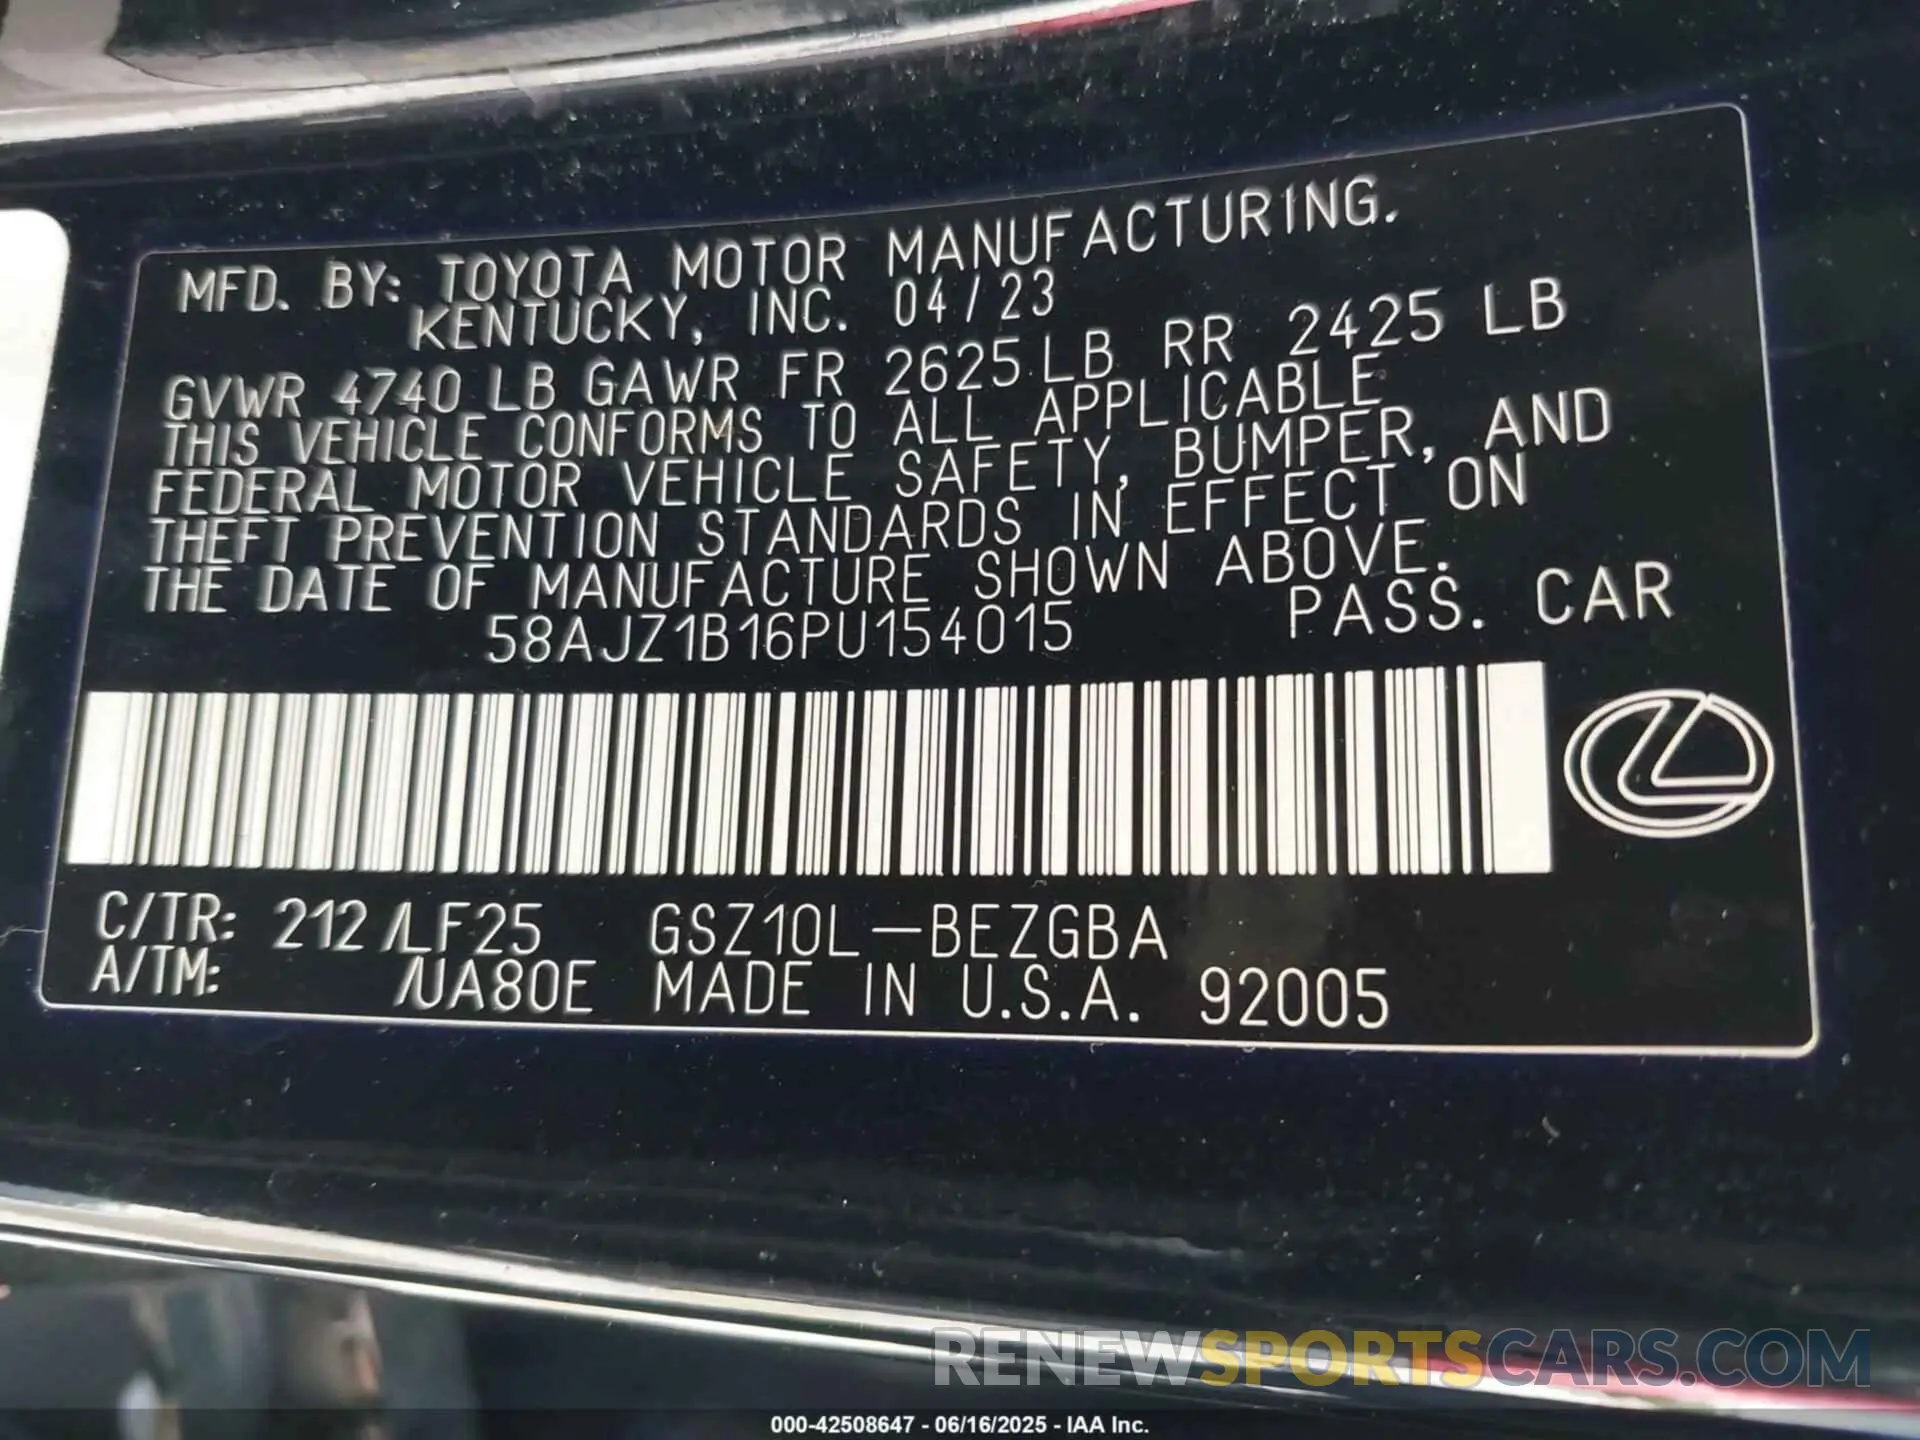 MFD. BY: TOYOTA MOTOR MANUFACTURING.
KENTUCKY, INC. 04/23
GVWR 4740 LB GAWR FR 2625 LB RR 2425 LB
THIS VEHICLE CONFORMS TO ALL APPLICABLE
FEDERAL MOTOR VEHICLE SAFETY, BUMPER, AND
THEFT PREVENTION STANDARDS IN EFFECT ON
THE DATE OF MANUFACTURE SHOWN ABOVE.
58AJZ1B16PU154015 PASS. CAR
C/TR: 212/LF25 GSZ10L-BEZGBA
A/TM: /UA80E MADE IN U.S.A. 92005
RENEWSPORTSCARS.COM
000-42508647 - 06/16/2025 - IAA Inc.